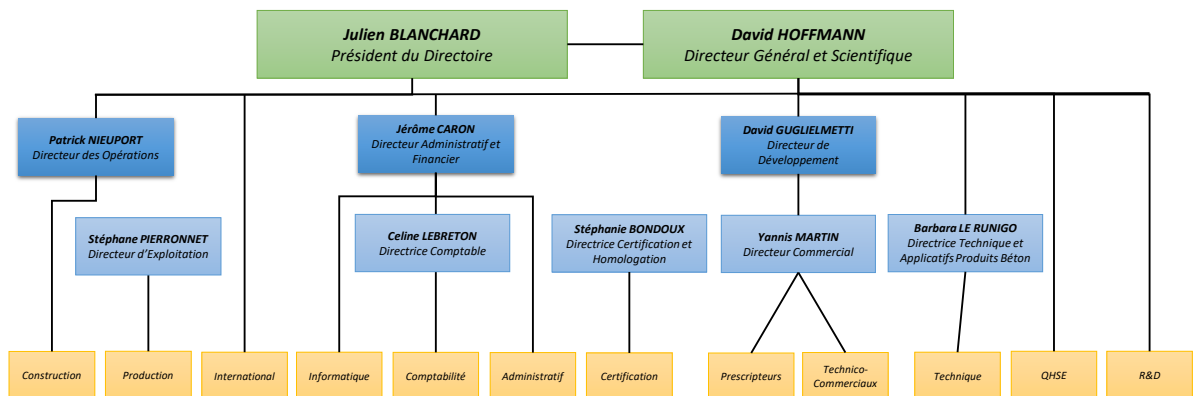 Julien BLANCHARD
Président du Directoire
David HOFFMANN
Directeur Général et Scientifique
Patrick NIEUPORT
Directeur des Opérations
Jérôme CARON
Directeur Administratif et
Financier
David GUGLIELMETTI
Directeur de
Développement
Stéphane PIERRONNET
Directeur d'Exploitation
Celine LEBRETON
Directrice Comptable
Stéphanie BONDOUX
Directrice Certification et
Homologation
Yannis MARTIN
Directeur Commercial
Barbara LE RUNIGO
Directrice Technique et
Applicatifs Produits Béton
Construction
Production
International
Informatique
Comptabilité
Administratif
Certification
Prescripteurs
Technico-
Commerciaux
Technique
QHSE
R&D